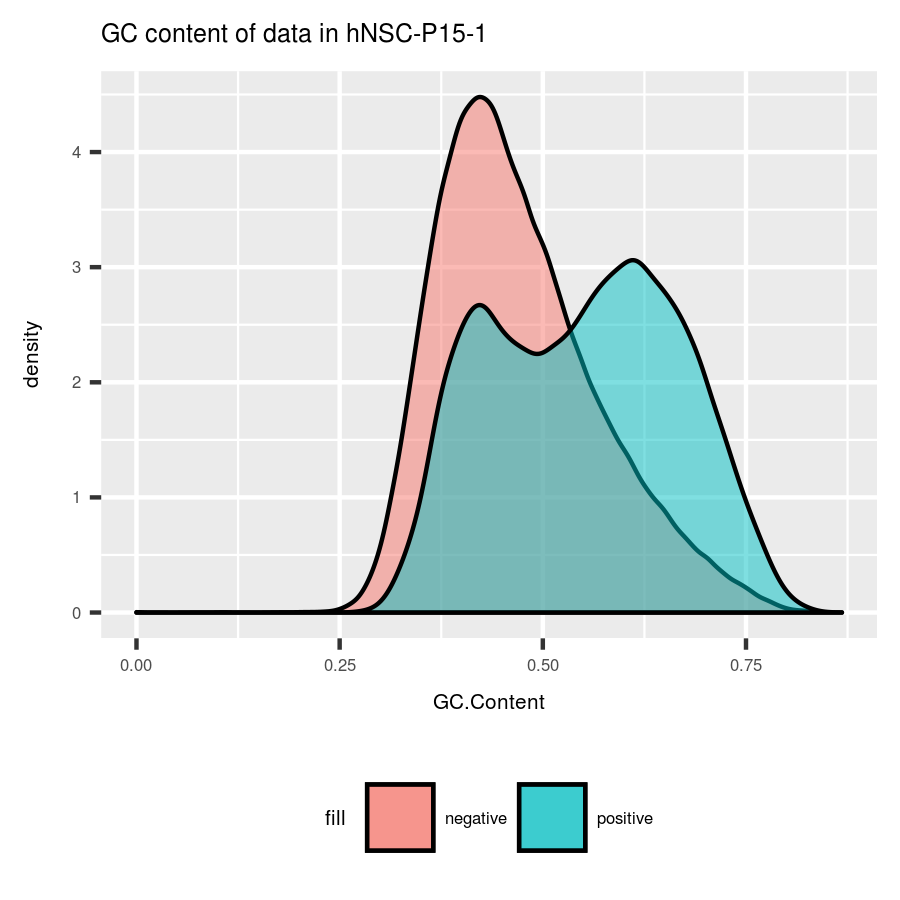 GC content of data in hNSC-P15-1
density
4
3
2
1
0
0.00 0.25 0.50 0.75
GC.Content
fill negative positive